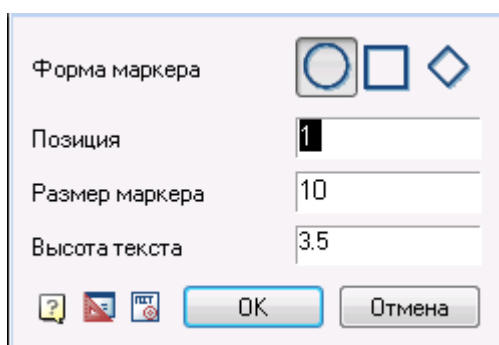 Форма маркера
Позиция 1
Размер маркера 10
Высота текста 3.5
OK Отмена